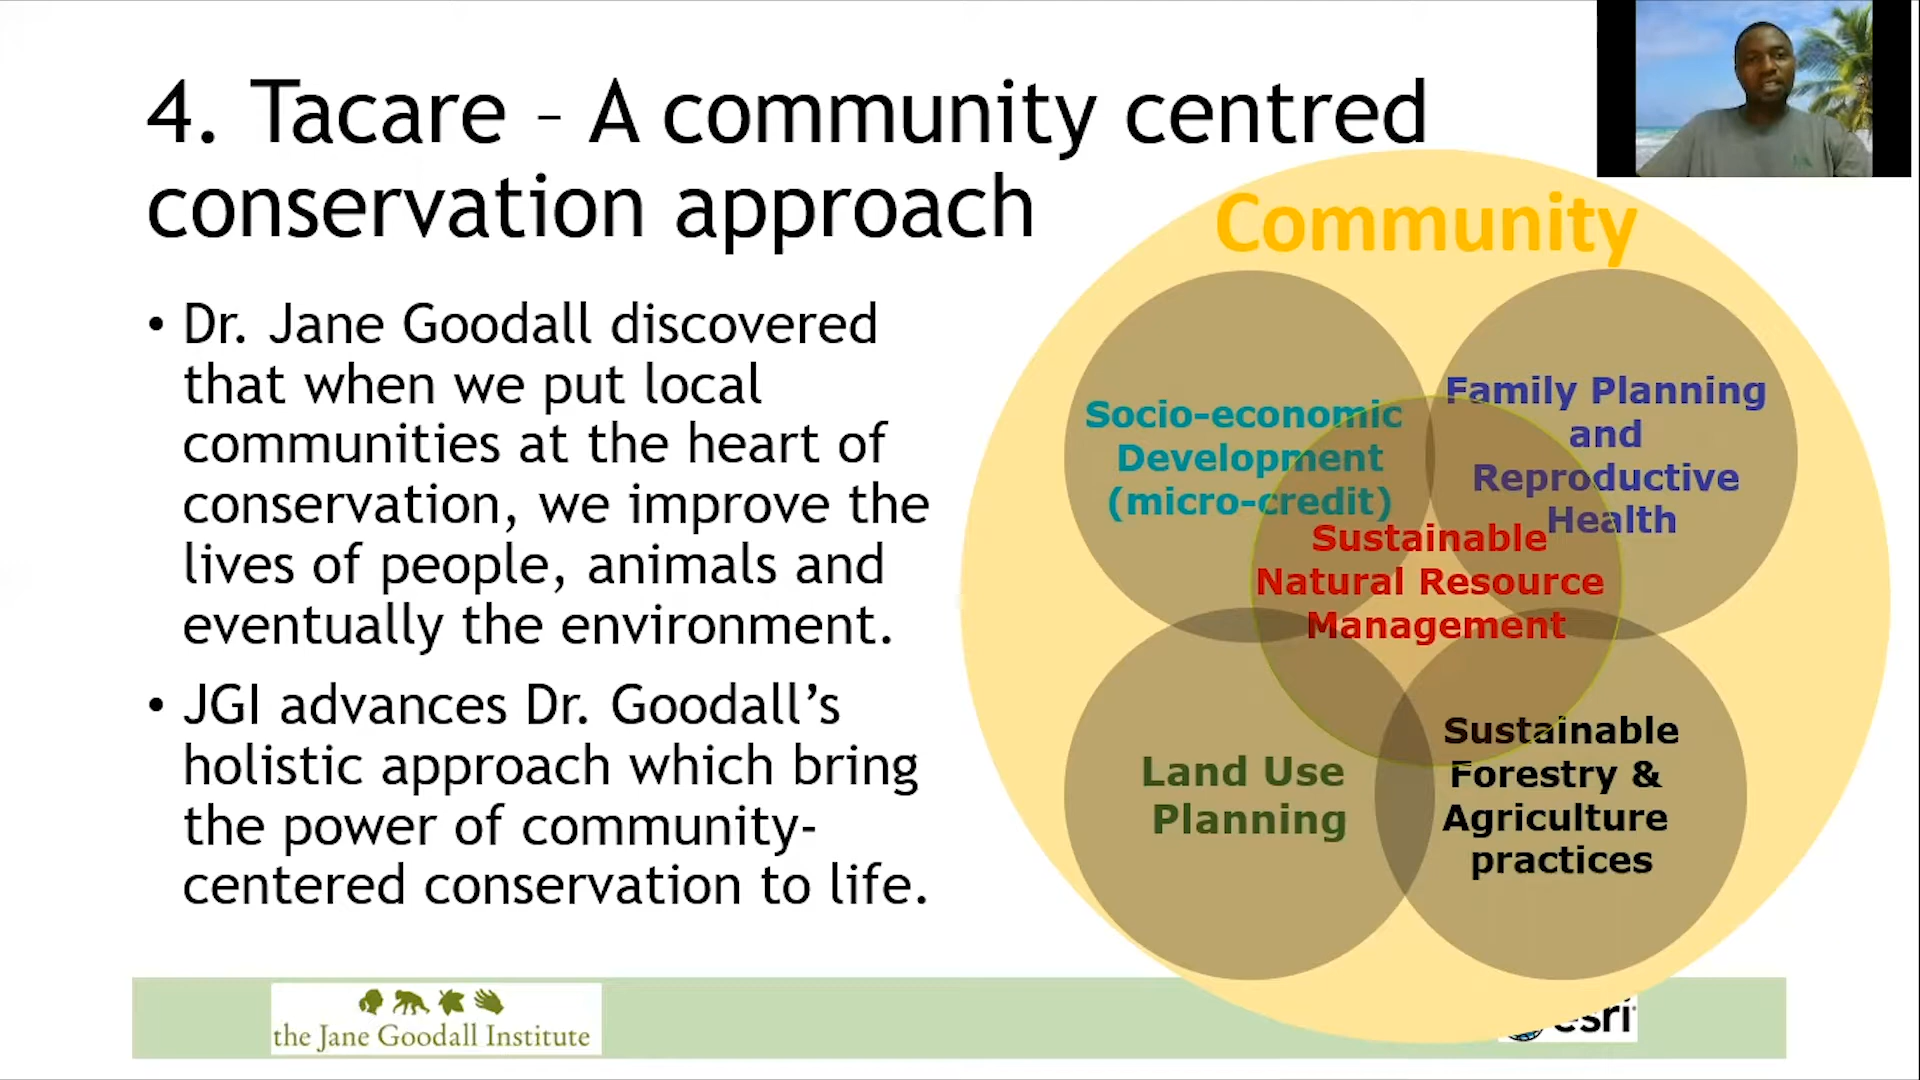 4. Tacare – A community centred
conservation approach
• Dr. Jane Goodall discovered
that when we put local
communities at the heart of
conservation, we improve the
lives of people, animals and
eventually the environment.
• JGI advances Dr. Goodall's
holistic approach which bring
the power of community-
centered conservation to life.
Community
Socio-economic
Development
(micro-credit)
Family Planning
and
Reproductive
Health
Sustainable
Natural Resource
Management
Land Use
Planning
Sustainable
Forestry &
Agriculture
practices
the Jane Goodall Institute
esri